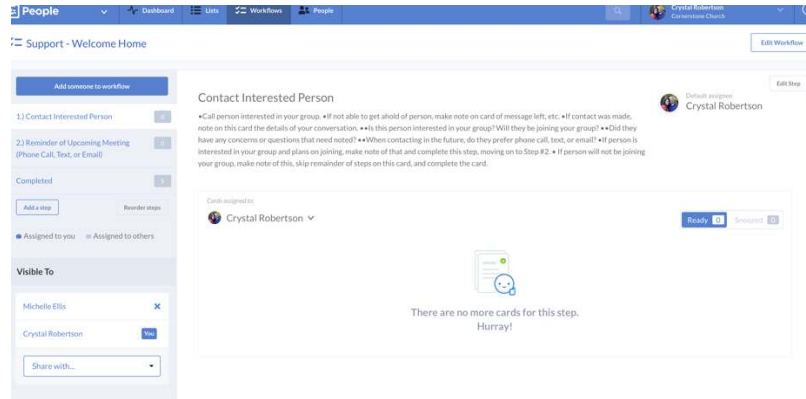 People
Dashboard
Lists
Workflows
People
Crystal Robertson
Cornerstone Church
Support - Welcome Home
Edit Workflow
Add someone to workflow
1.) Contact Interested Person
0
2.) Reminder of Upcoming Meeting
(Phone Call, Text, or Email)
0
Completed
Add a step
Reorder steps
Assigned to you
Assigned to others
Visible To
Michelle Ellis
Crystal Robertson
You
Share with...
Edit Step
Contact Interested Person
•Call person interested in your group. •If not able to get ahold of person, make note on card of message left, etc. •If contact was made,
note on this card the details of your conversation. ••Is this person interested in your group? Will they be joining your group? ••Did they
have any concerns or questions that need noted? ••When contacting in the future, do they prefer phone call, text, or email? •If person is
interested in your group and plans on joining, make note of that and complete this step, moving on to Step #2. • If person will not be joining
your group, make note of this, skip remainder of steps on this card, and complete the card.
Default assignee
Crystal Robertson
Cards assigned to:
Crystal Robertson
Ready 0
Snoozed 0
There are no more cards for this step.
Hurray!